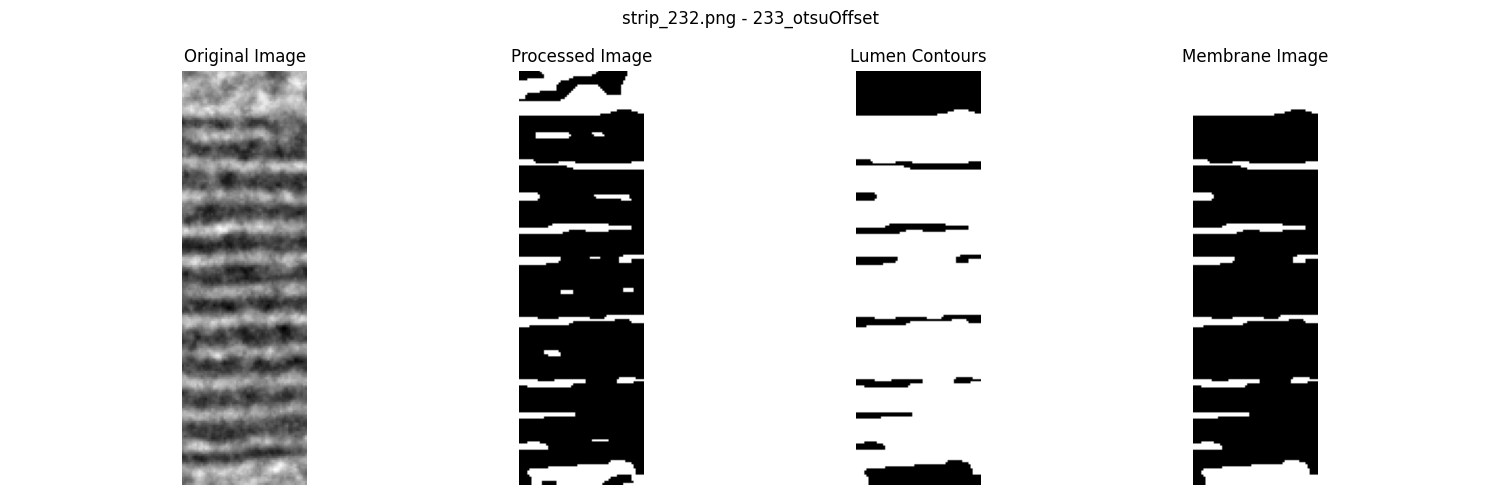 strip_232.png - 233_otsuOffset
Original Image
Processed Image
Lumen Contours
Membrane Image